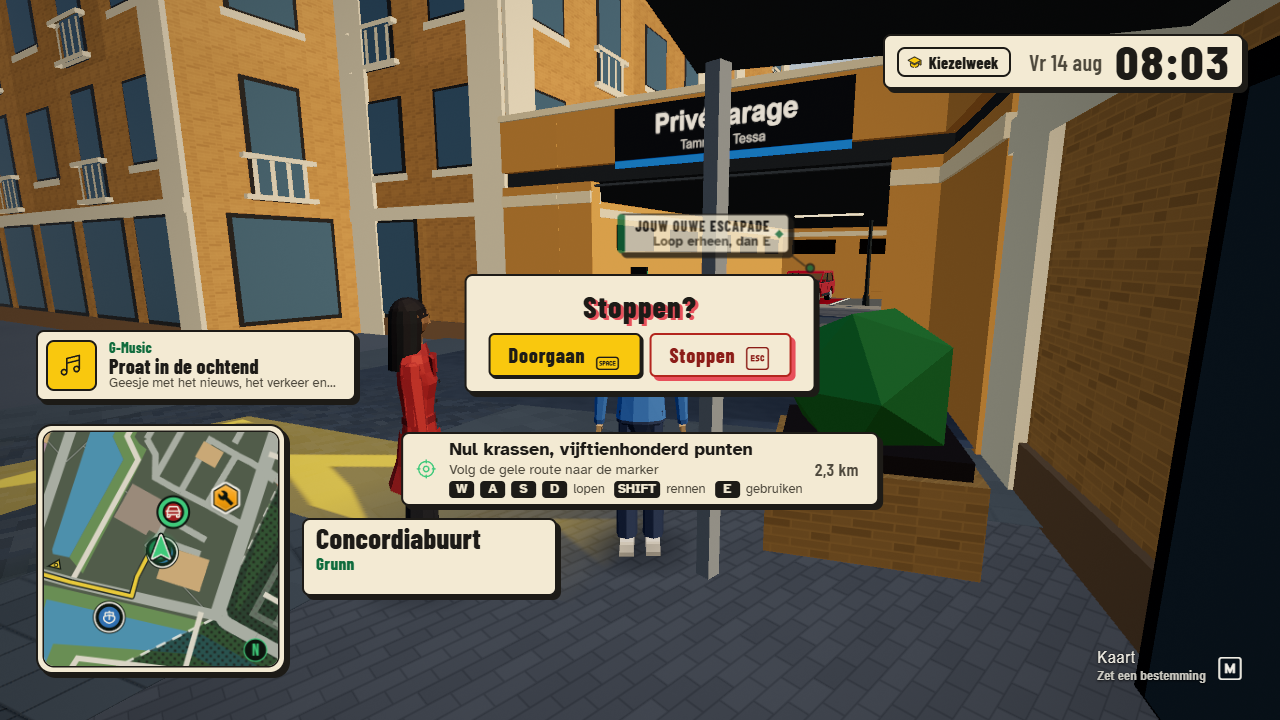 Kiezelweek
Vr 14 aug
08:03
JOUW OUWE ESCAPADE
Loop erheen, dan E
Stoppen?
Doorgaan SPACE
Stoppen ESC
G-Music
Proat in de ochtend
Geesje met het nieuws, het verkeer en...
Nul krassen, vijftienhonderd punten
Volg de gele route naar de marker
2,3 km
W A S D lopen SHIFT rennen E gebruiken
Concordiabuurt
Grunn
N
Kaart
Zet een bestemming M
Tessa